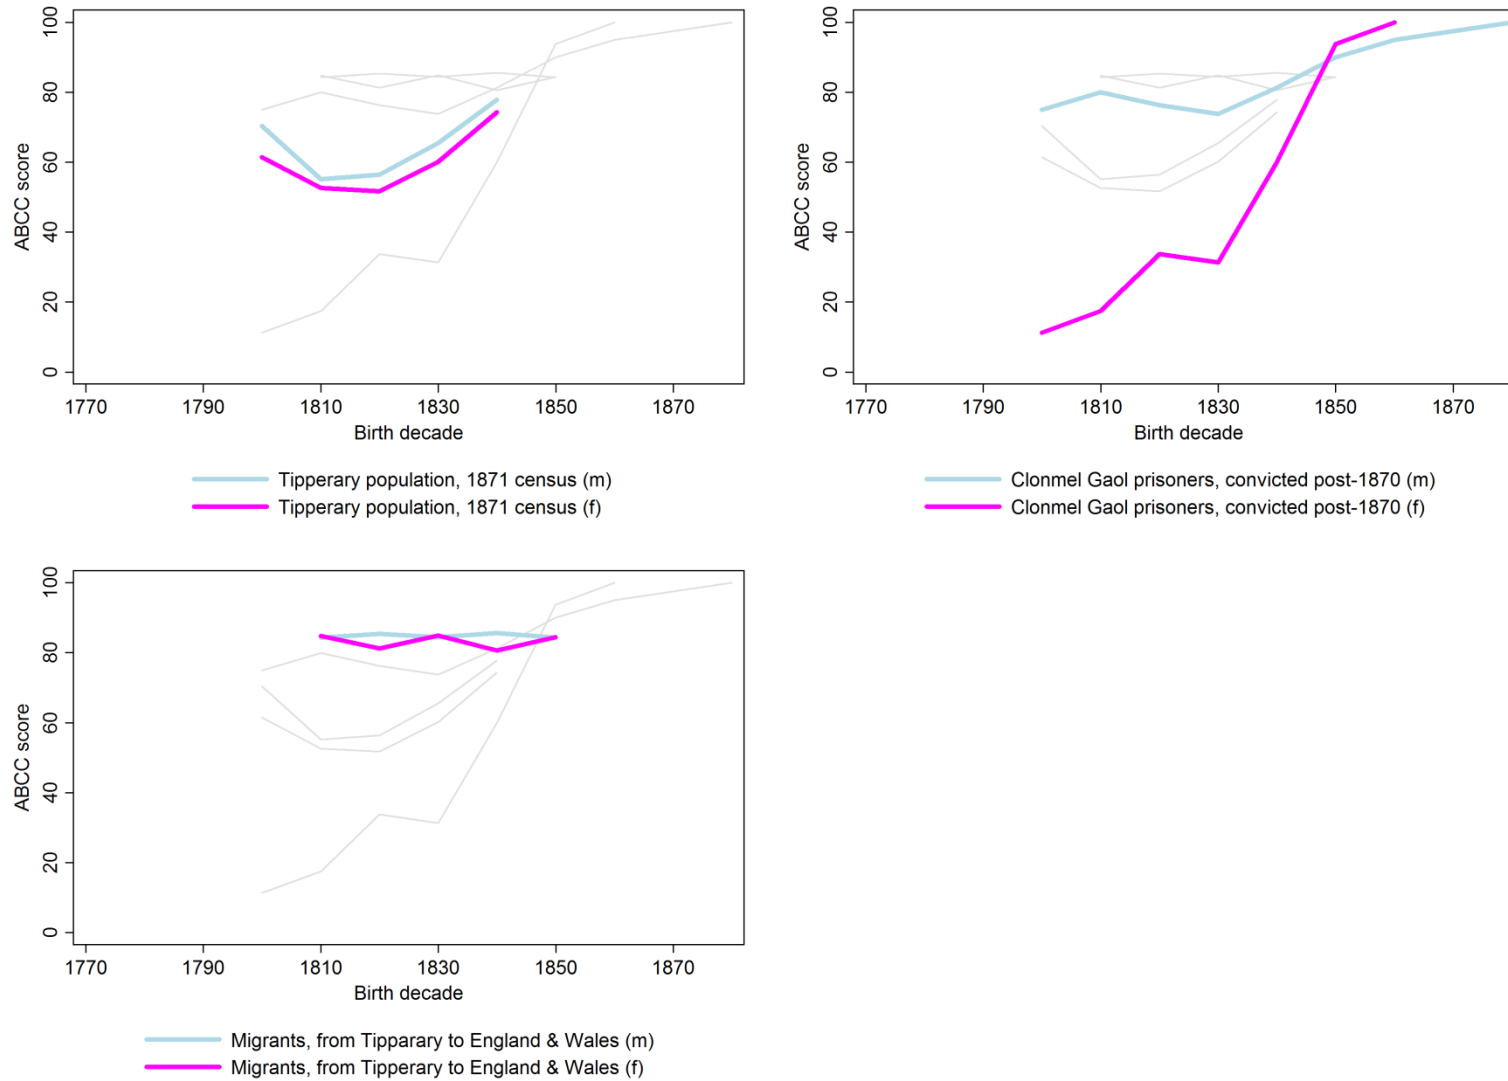 100
80
60
40
20
0
ABCC score
1770 1790 1810 1830 1850 1870
Birth decade
Tipperary population, 1871 census (m)
Tipperary population, 1871 census (f)
100
80
60
40
20
0
ABCC score
1770 1790 1810 1830 1850 1870
Birth decade
Clonmel Gaol prisoners, convicted post-1870 (m)
Clonmel Gaol prisoners, convicted post-1870 (f)
100
80
60
40
20
0
ABCC score
1770 1790 1810 1830 1850 1870
Birth decade
Migrants, from Tipparary to England & Wales (m)
Migrants, from Tipperary to England & Wales (f)